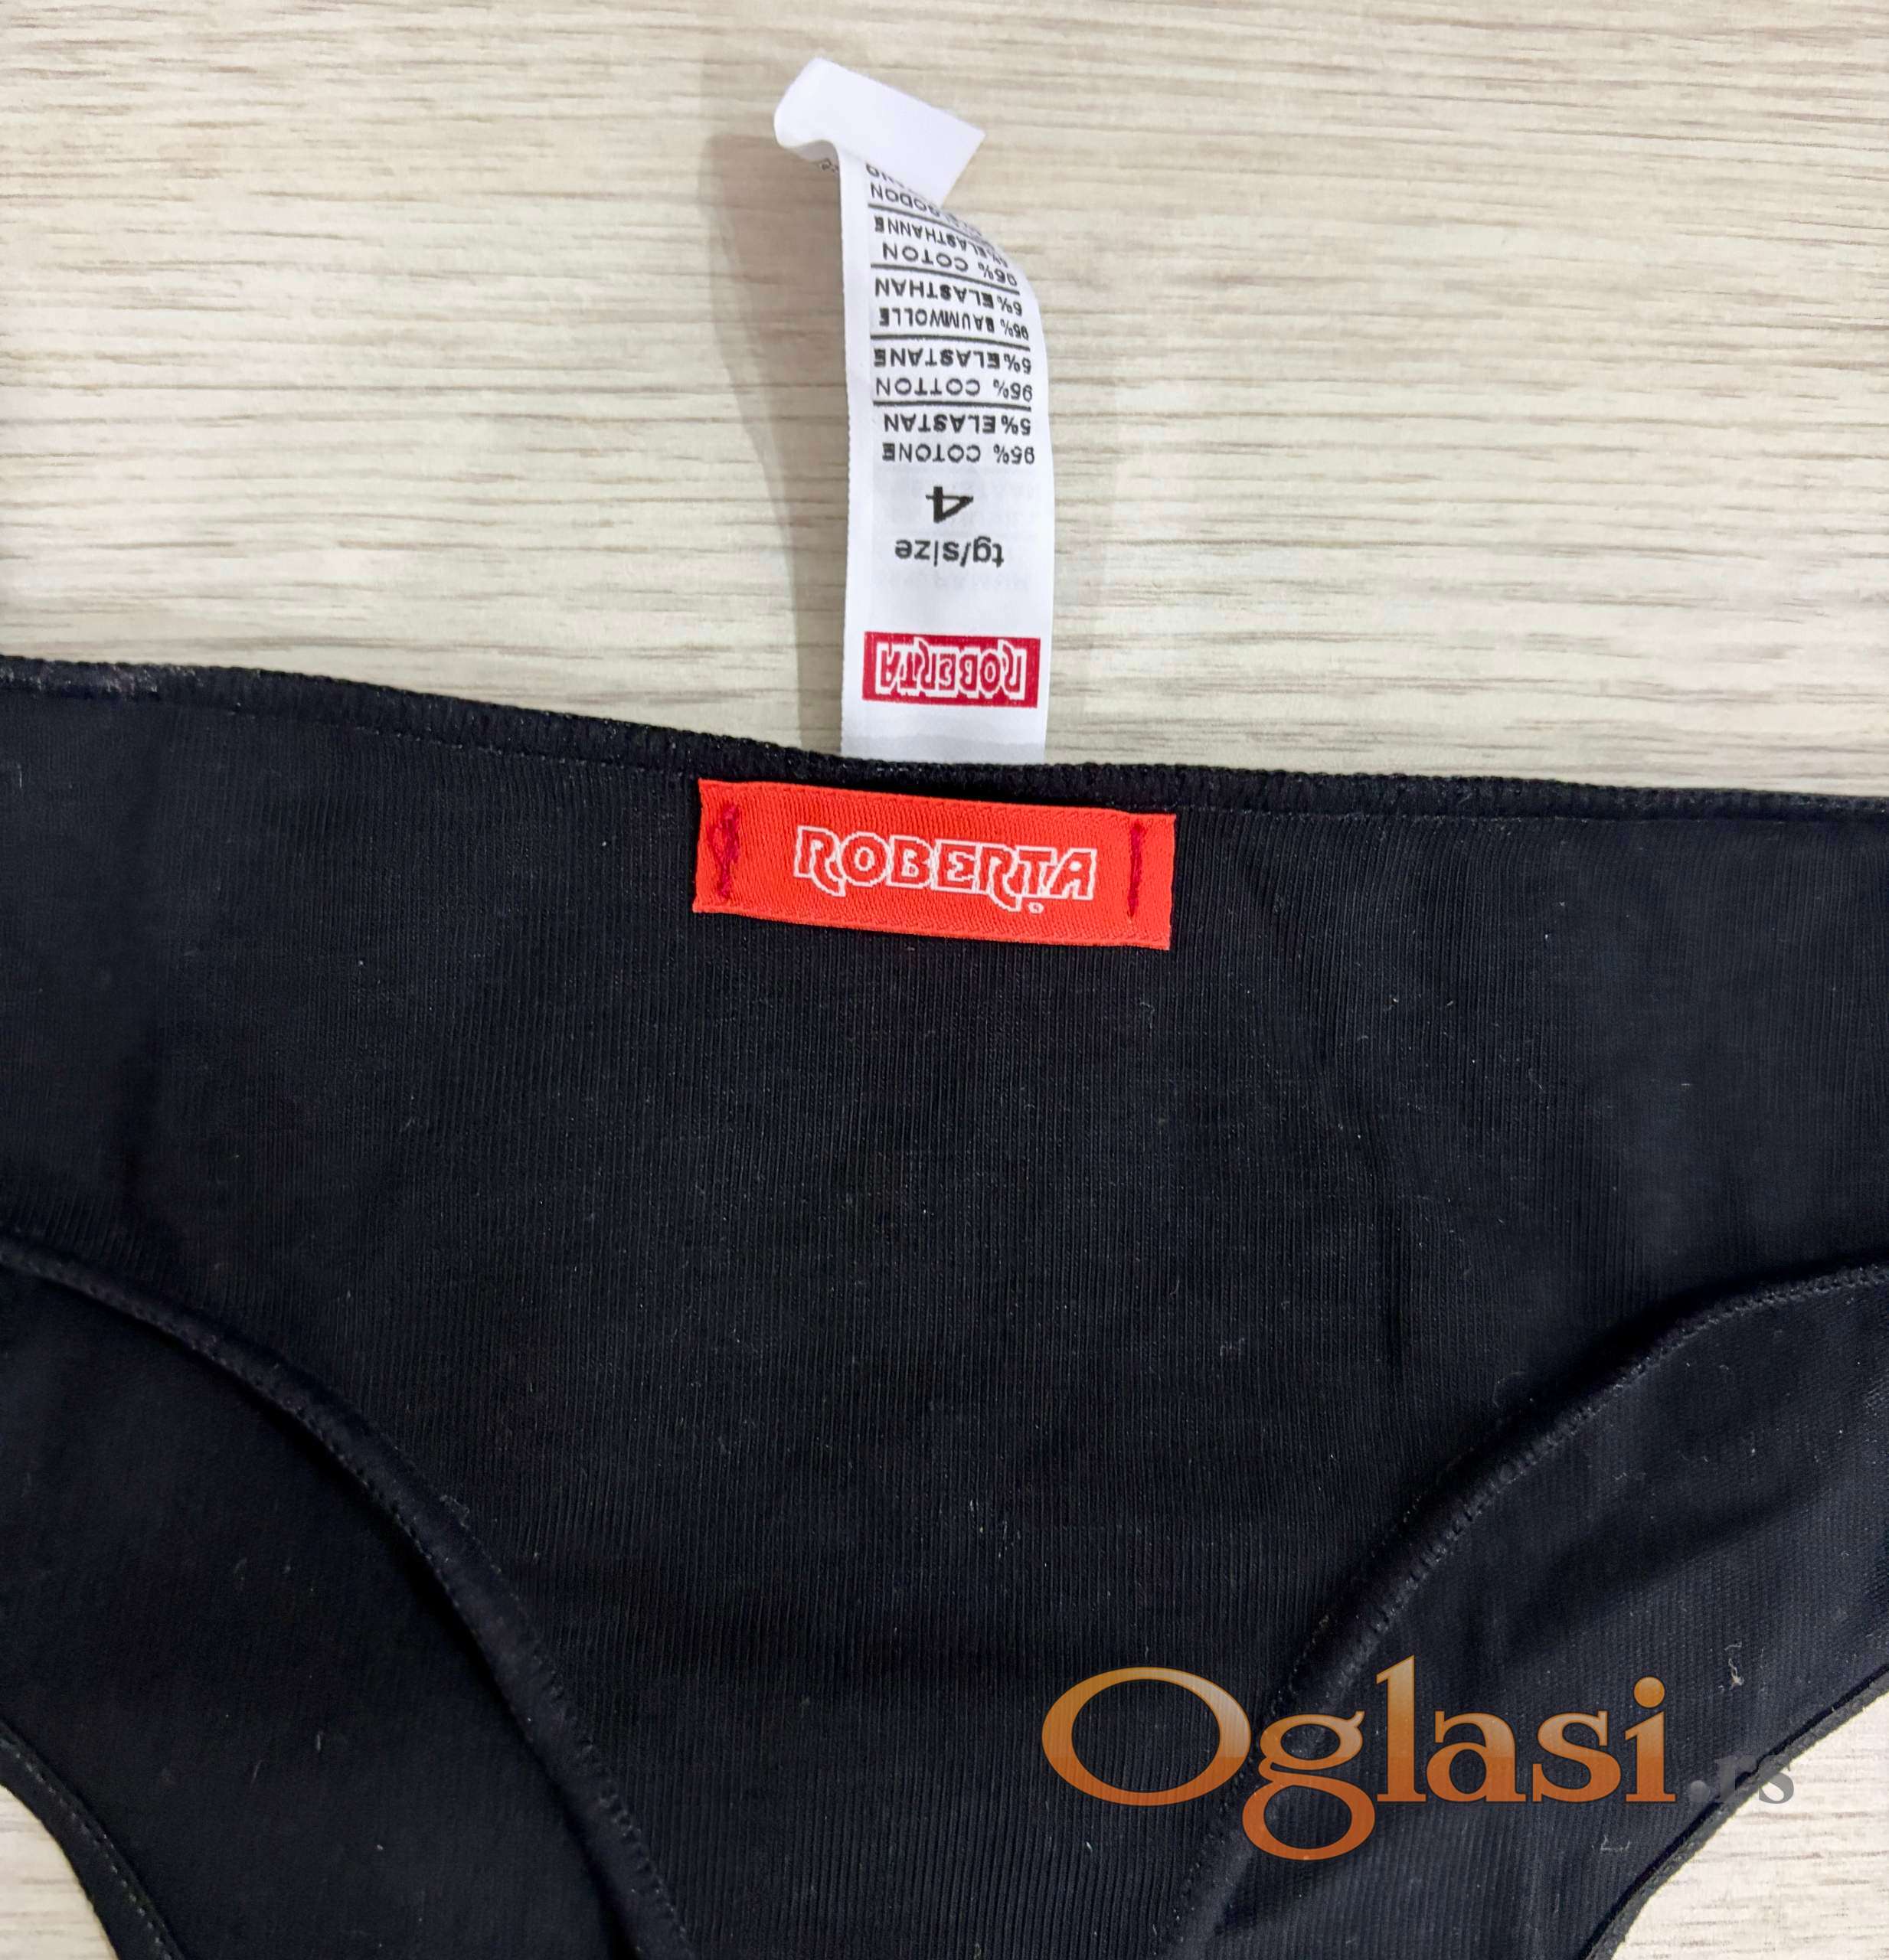 ROBERTA
tg/size
4
95% COTONE
5% ELASTAN
95% COTTON
5% ELASTANE
95% BAUMWOLLE
5% ELASTHAN
95% COTON
ELASTHANNE
ROBERTA
Oglasi.rs